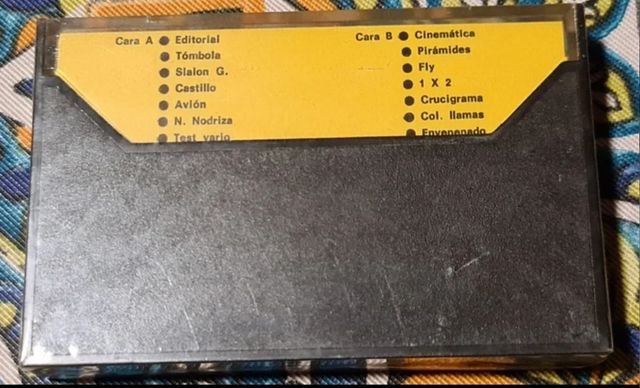 Cara A ● Editorial
● Tómbola
● Slalon G.
● Castillo
● Avión
● N. Nodriza
● Test vario
Cara B ● Cinemática
● Pirámides
● Fly
● 1 X 2
● Crucigrama
● Col. llamas
● Envenenado